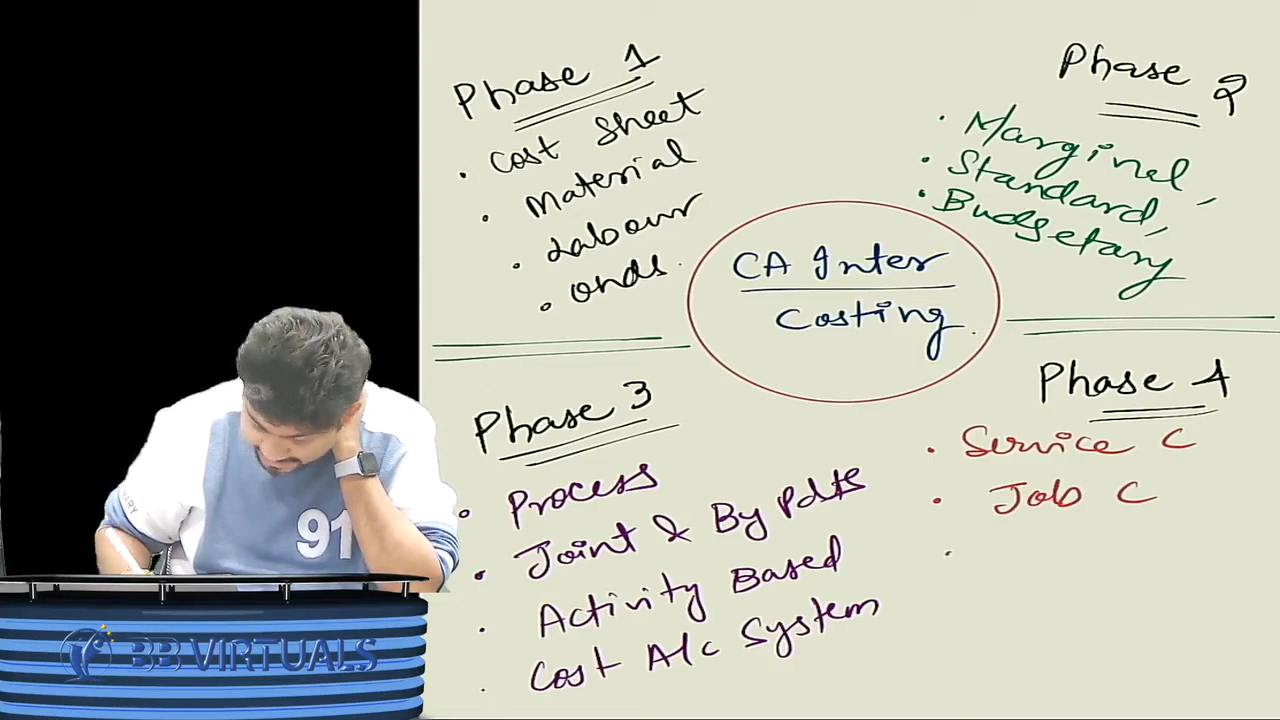 Phase 1
• Cost Sheet
• Material
• Labour
• OHDS.
Phase 2
• Marginal,
• Standard,
• Budgetary
CA Inter
Costing
Phase 3
• Process
• Joint & By Pdts
• Activity Based
• Cost A/c System
Phase 4
• Service C
• Job C
•
91
BB VIRTUALS